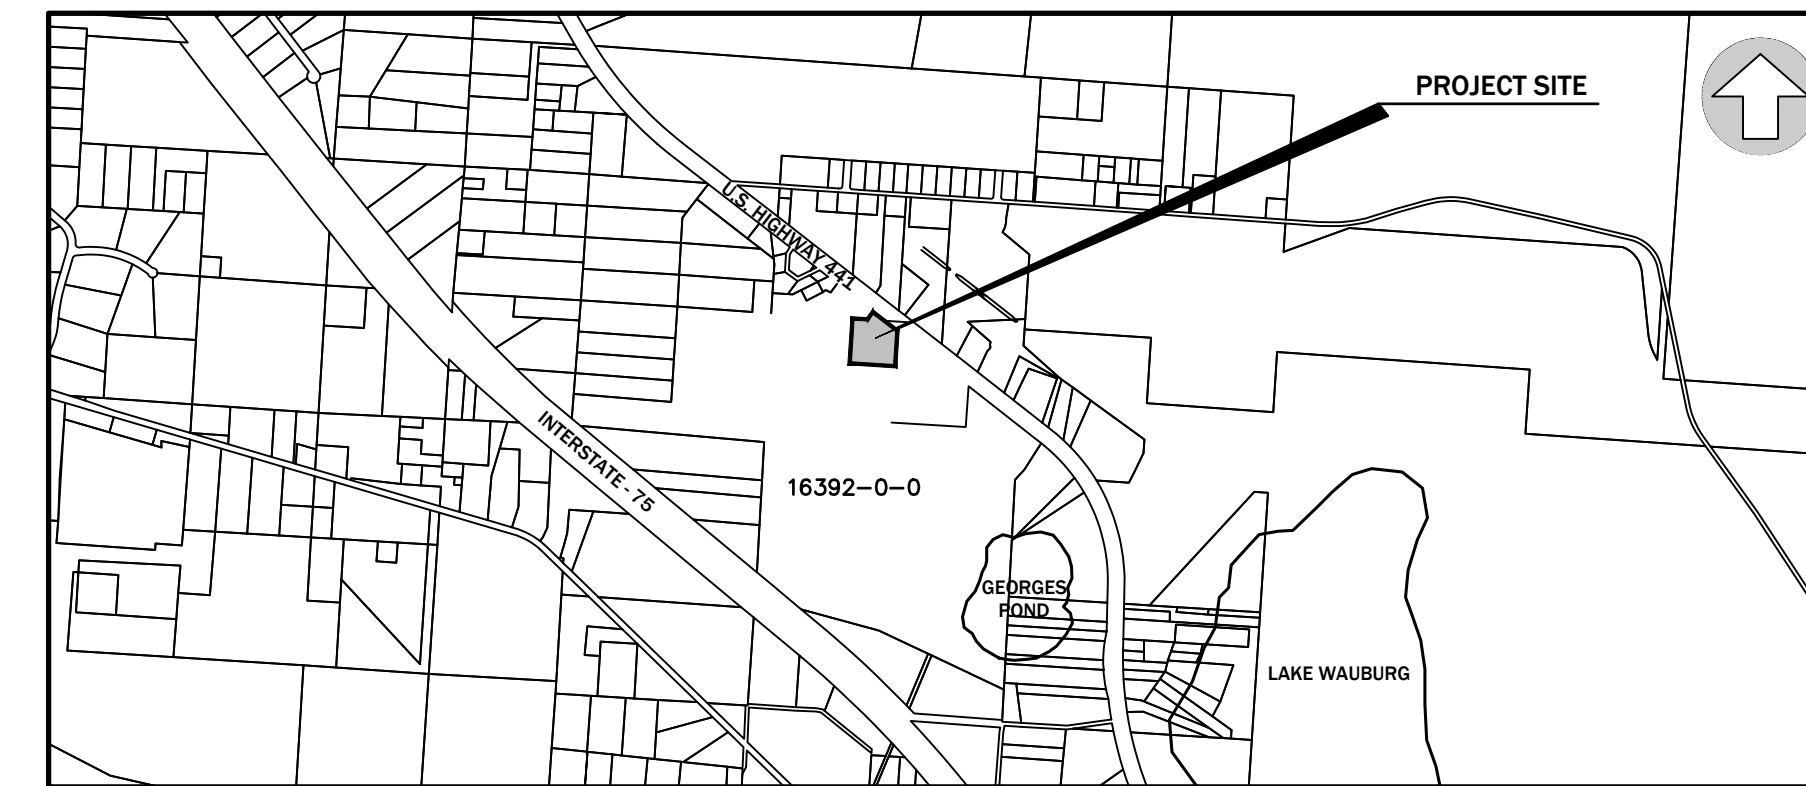 PROJECT SITE
U.S. HIGHWAY 441
INTERSTATE - 75
16392-0-0
GEORGES
POND
LAKE WAUBURG